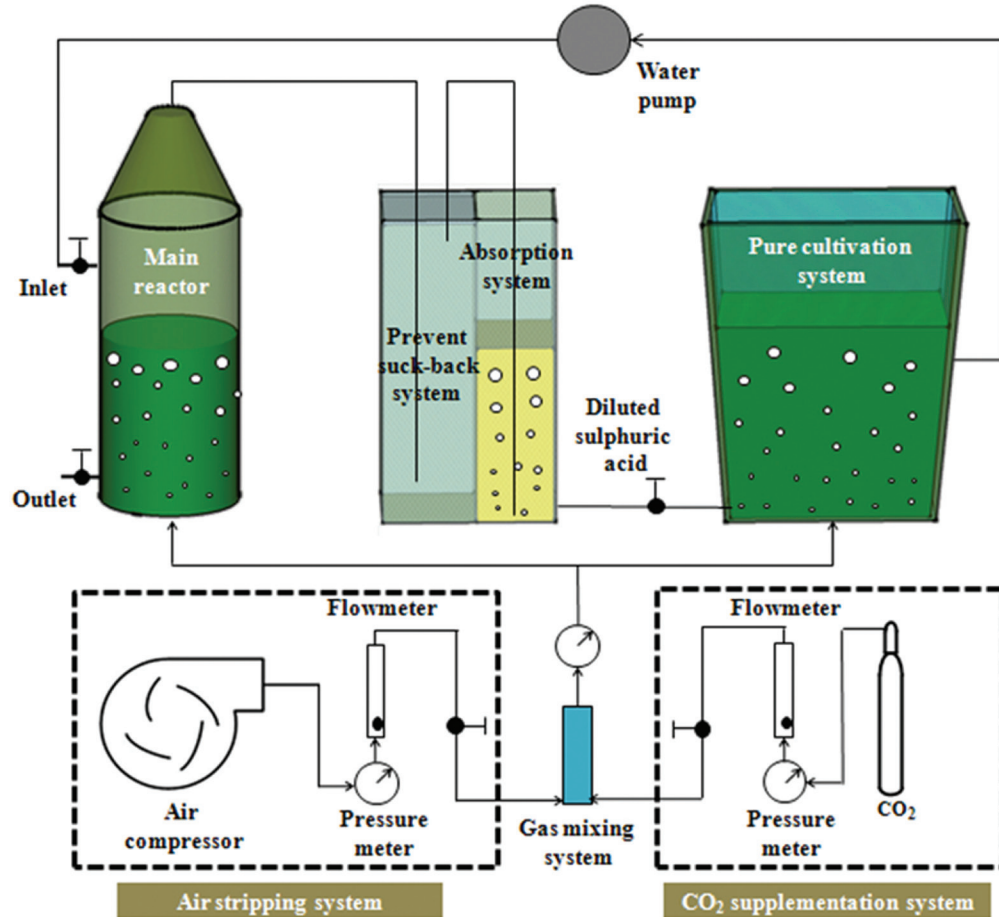 Water
pump
Main
reactor
Inlet
Outlet
Absorption
system
Prevent
suck-back
system
Pure cultivation
system
Diluted
sulphuric
acid
Flowmeter
Air
compressor
Pressure
meter
Gas mixing
system
Flowmeter
Pressure
meter
CO₂
Air stripping system
CO₂ supplementation system